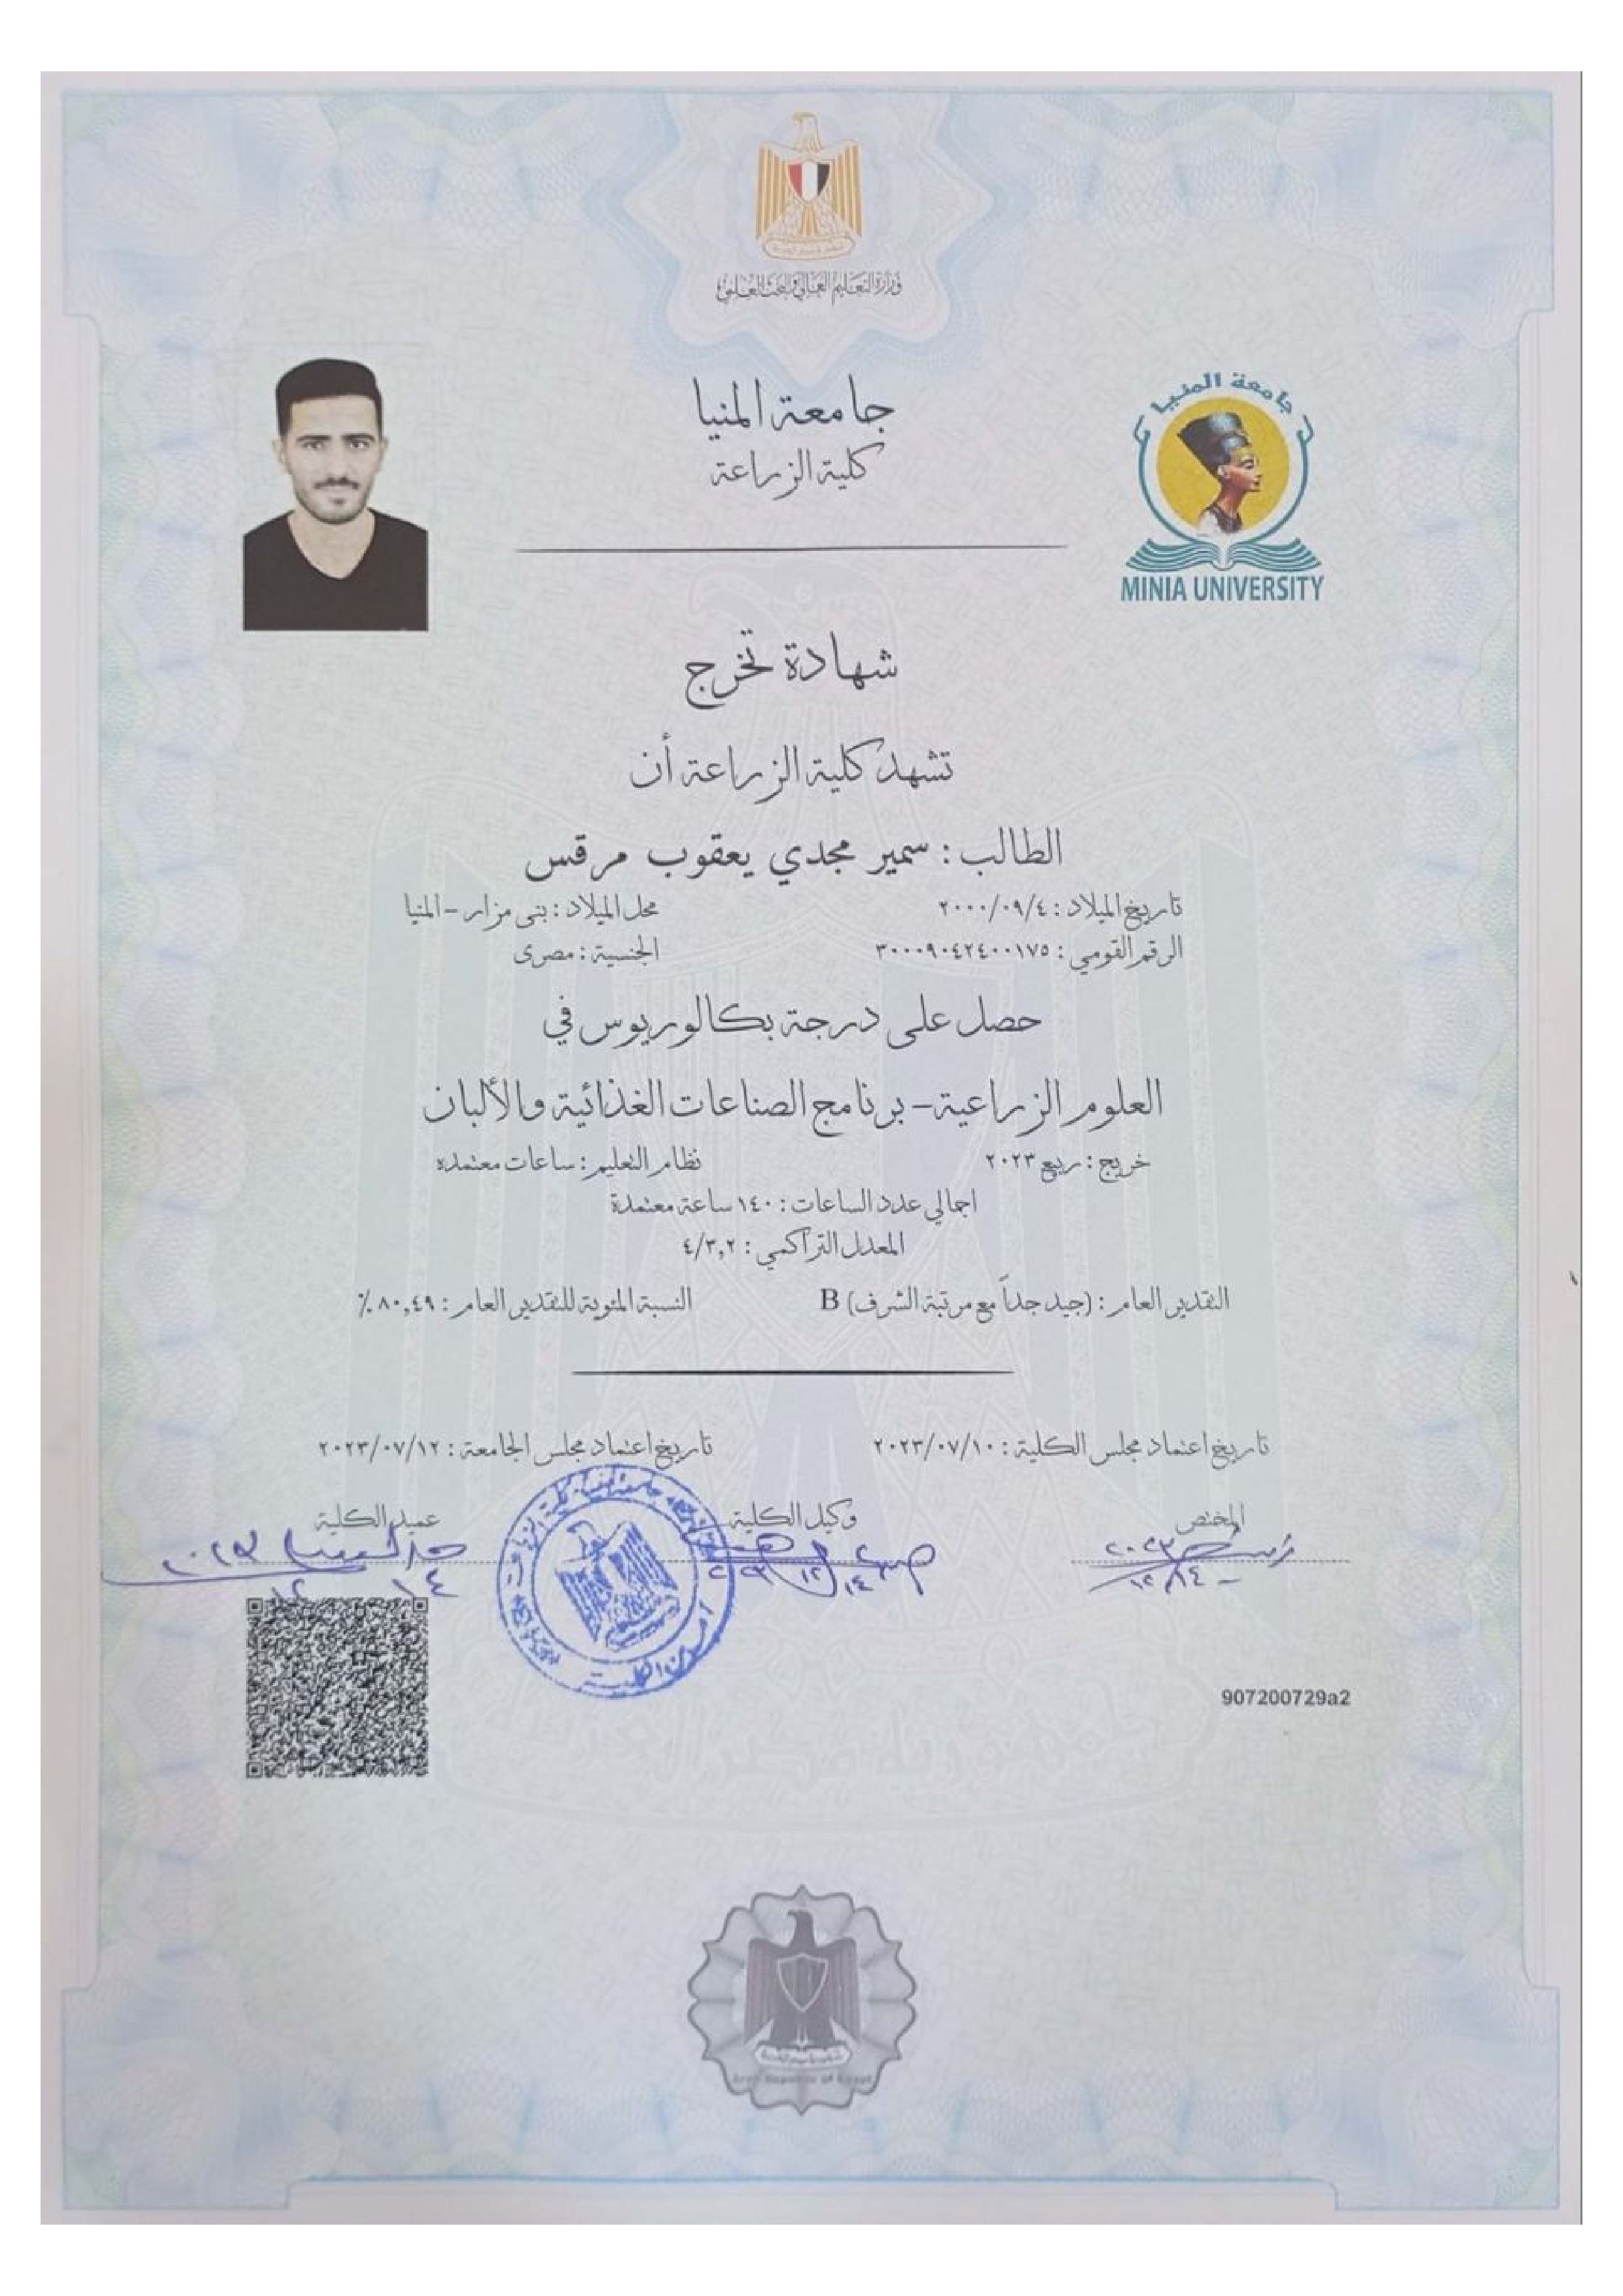 وزارة التعليم العالي والبحث العلمي
جامعة المنيا
جامعة المنيا
كلية الزراعة
MINIA UNIVERSITY
شهادة تخرج
تشهد كلية الزراعة أن
الطالب : سمير مجدي يعقوب مرقس
تاريخ الميلاد : ٢٠٠٠/٠٩/٤ محل الميلاد : بنى مزار - المنيا
الرقم القومي : ٣٠٠٠٩٠٤٢٤٠٠١٧٥ الجنسية : مصرى
حصل على درجة بكالوريوس في
العلوم الزراعية - برنامج الصناعات الغذائية والألبان
خريج : ربيع ٢٠٢٣ نظام التعليم : ساعات معتمده
اجمالي عدد الساعات : ١٤٠ ساعة معتمدة
المعدل التراكمي : ٤/٣,٢
التقدير العام : (جيد جداً مع مرتبة الشرف) B النسبة المئوية للتقدير العام : ٨٠,٤٩ %
تاريخ اعتماد مجلس الكلية : ٢٠٢٣/٠٧/١٠ تاريخ اعتماد مجلس الجامعة : ٢٠٢٣/٠٧/١٢
المختص وكيل الكلية عميد الكلية
907200729a2
Arab Republic of Egypt